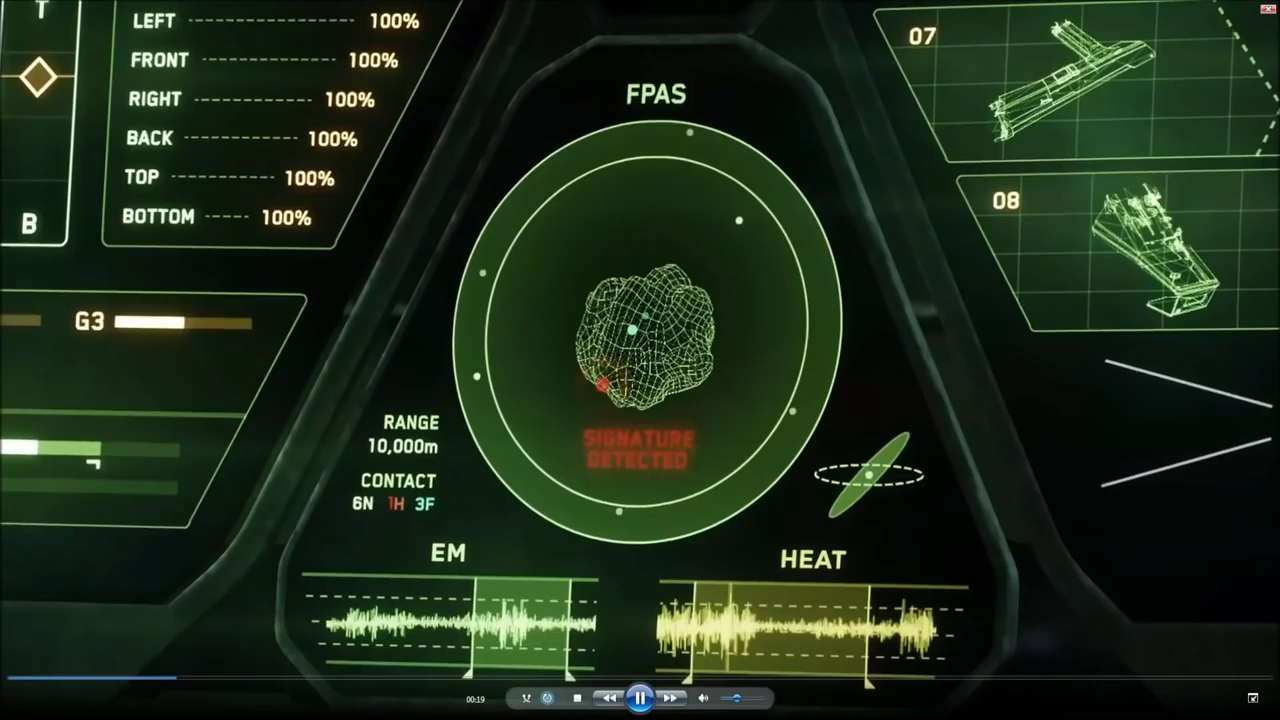 T
B
LEFT 100%
FRONT 100%
RIGHT 100%
BACK 100%
TOP 100%
BOTTOM 100%
G3
FPAS
SIGNATURE
DETECTED
RANGE
10,000m
CONTACT
6N 1H 3F
EM
HEAT
07
08
00:19